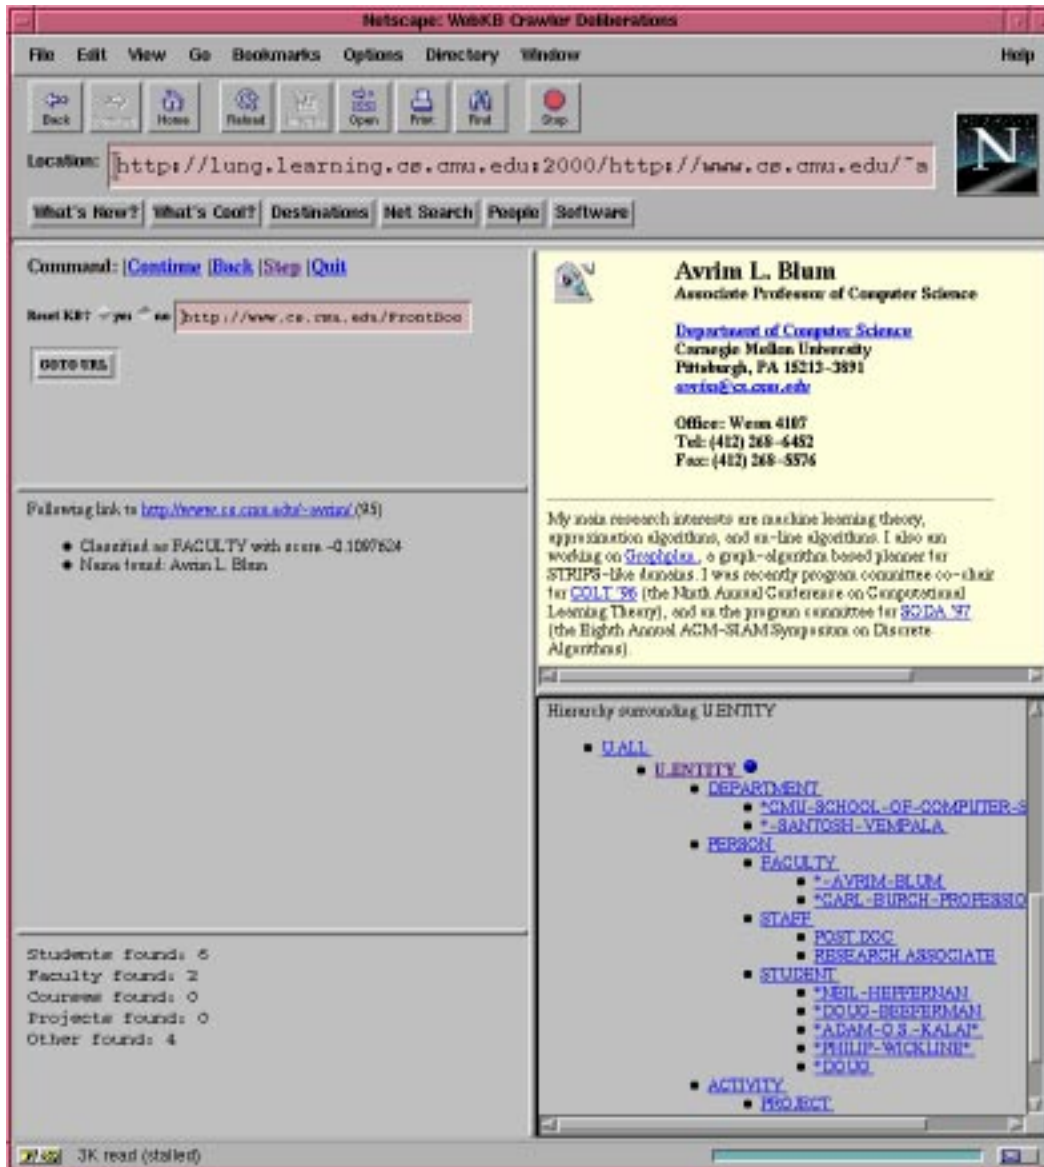 Netscape: WebKB Crawler Deliberations
File Edit View Go Bookmarks Options Directory Window Help
Back Home Reload Open Print Find Stop
Location: http://lung.learning.cs.cmu.edu:2000/http://www.cs.cmu.edu/~a
N
What's New? What's Cool? Destinations Net Search People Software
Command: |Continue |Back |Step |Quit
Reset KB? yes no http://www.cs.cmu.edu/FrontDoo
GOTO URL
Following link to http://www.cs.cmu.edu/~avrim/ (95)
Classified as FACULTY with score -0.1097624
Name found: Avrim L. Blum
Students found: 6
Faculty found: 2
Courses found: 0
Projects found: 0
Other found: 4
Avrim L. Blum
Associate Professor of Computer Science
Department of Computer Science
Carnegie Mellon University
Pittsburgh, PA 15213-3891
avrim@cs.cmu.edu
Office: Wean 4107
Tel: (412) 268-6452
Fax: (412) 268-5576
My main research interests are machine learning theory,
approximation algorithms, and on-line algorithms. I also am
working on Graphplan, a graph-algorithm based planner for
STRIPS-like domains. I was recently program committee co-chair
for COLT '96 (the Ninth Annual Conference on Computational
Learning Theory), and on the program committee for SODA '97
(the Eighth Annual ACM-SIAM Symposium on Discrete
Algorithms).
Hierarchy surrounding U.ENTITY
U.ALL
U.ENTITY
DEPARTMENT
*CMU-SCHOOL-OF-COMPUTER-S
*-SANTOSH-VEMPALA
PERSON
FACULTY
*-AVRIM-BLUM
*CARL-BURCH-PROFESSIO
STAFF
POST.DOC
RESEARCH.ASSOCIATE
STUDENT
*NEIL-HEFFERNAN
*DOUG-BEEFERMAN
*ADAM-O.S.-KALAI*
*PHILIP-WICKLINE*
*DOUG
ACTIVITY
PROJECT
3K read (stalled)